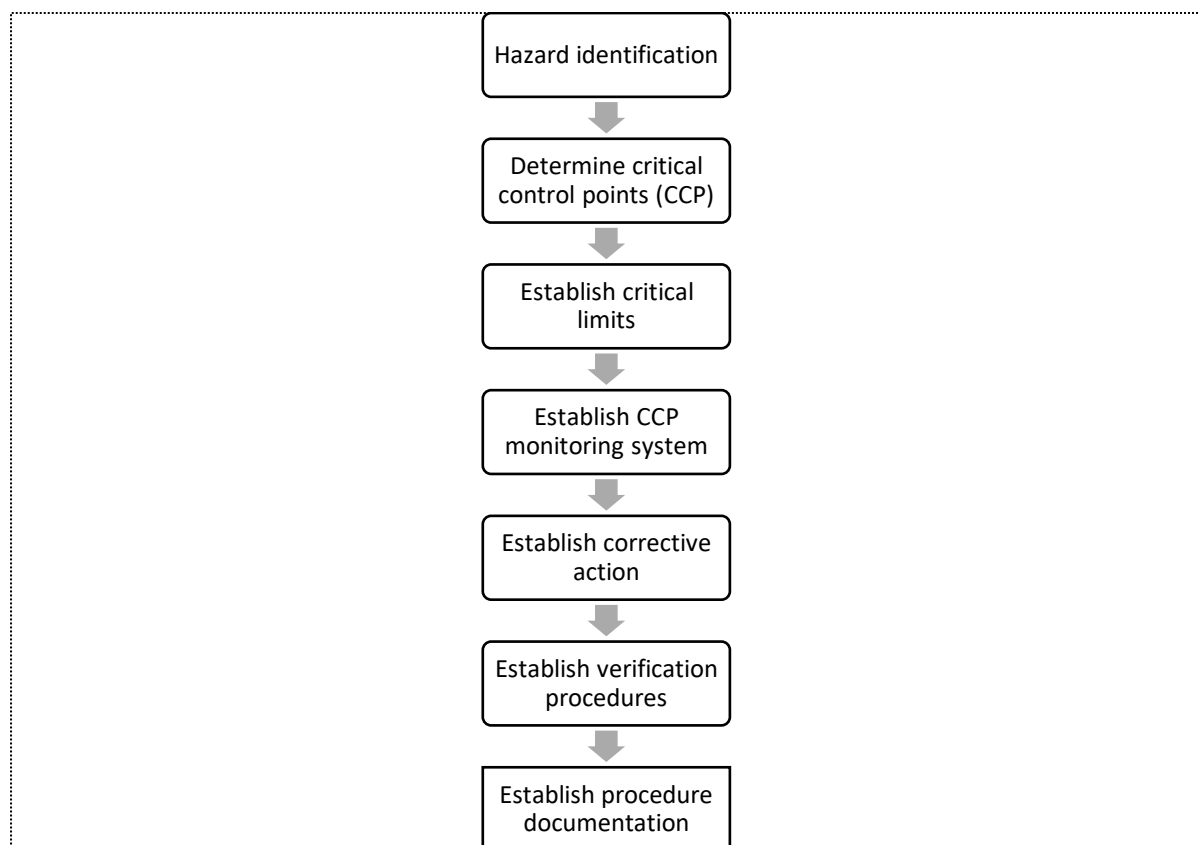 Hazard identification
Determine critical
control points (CCP)
Establish critical
limits
Establish CCP
monitoring system
Establish corrective
action
Establish verification
procedures
Establish procedure
documentation